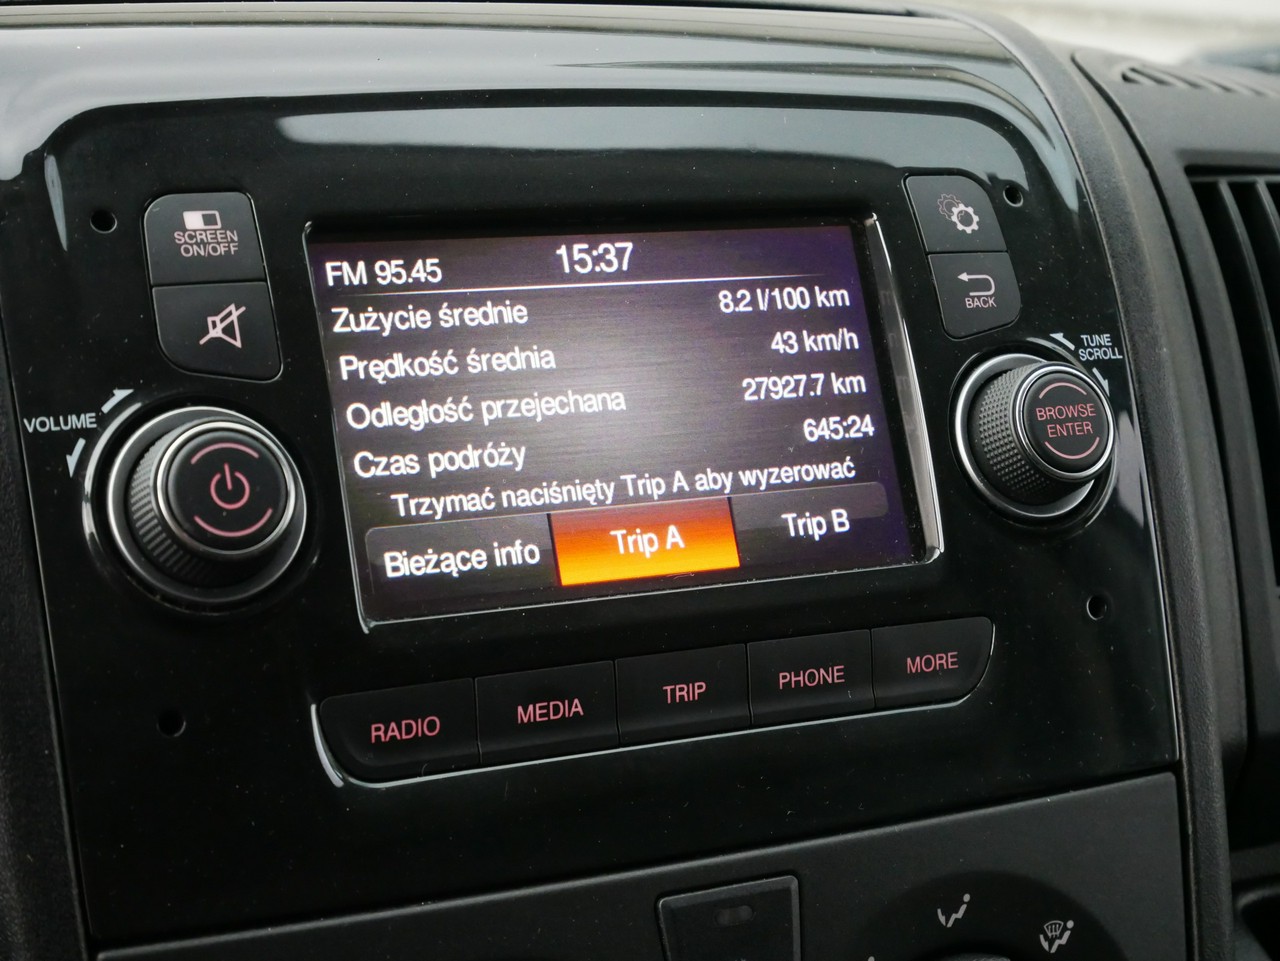 SCREEN
ON/OFF
VOLUME
FM 95.45 15:37
Zużycie średnie 8.2 l/100 km
Prędkość średnia 43 km/h
Odległość przejechana 27927.7 km
Czas podróży 645:24
Trzymać naciśnięty Trip A aby wyzerować
Bieżące info Trip A Trip B
BACK
TUNE
SCROLL
BROWSE
ENTER
RADIO MEDIA TRIP PHONE MORE